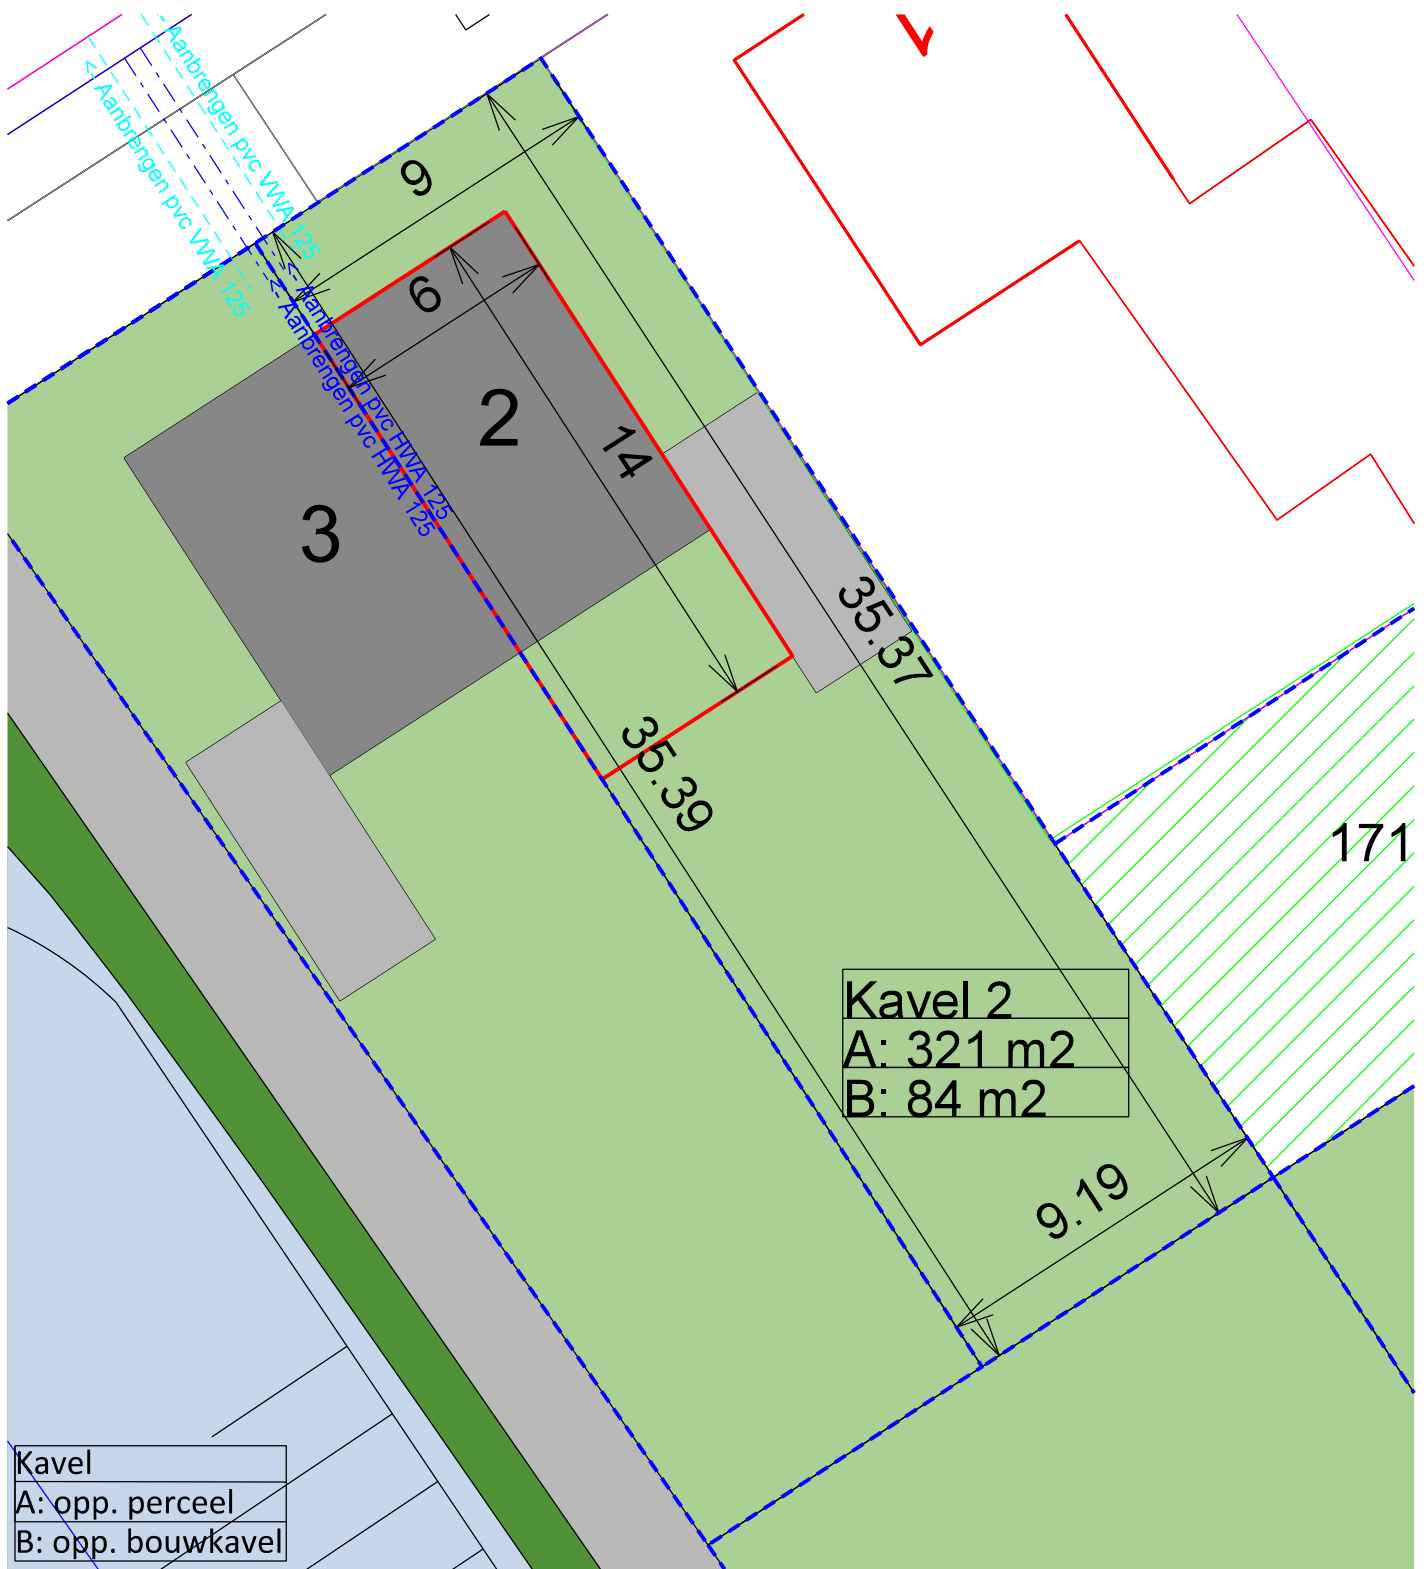 Aanbrengen pvc VWA 125
<- Aanbrengen pvc VWA 125
9
6
<- Aanbrengen pvc HWA 125
<- Aanbrengen pvc HWA 125
2
14
3
35.37
35.39
171
Kavel 2
A: 321 m2
B: 84 m2
9.19
Kavel
A: opp. perceel
B: opp. bouwkavel